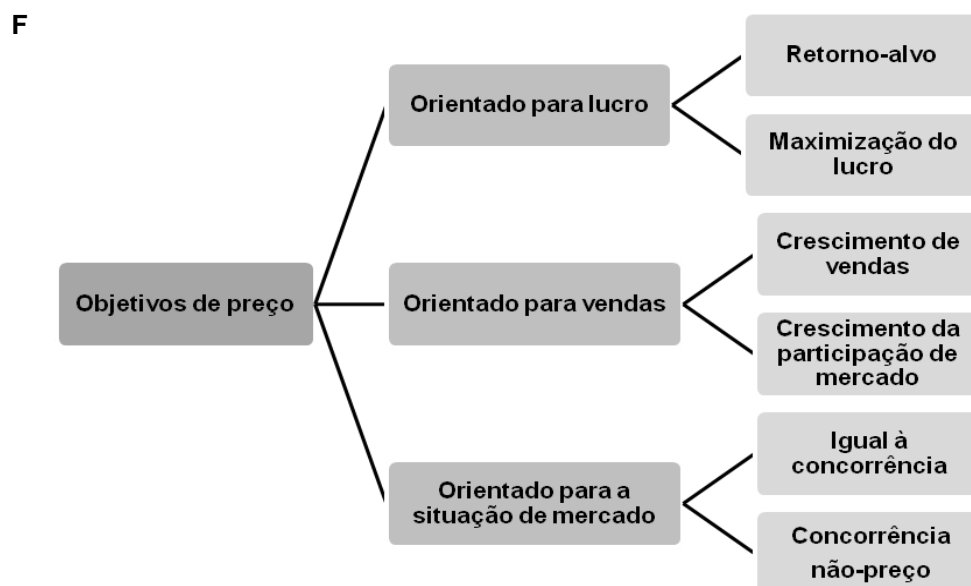 F
Retorno-alvo
Orientado para lucro
Maximização do
lucro
Crescimento de
vendas
Objetivos de preço
Orientado para vendas
Crescimento da
participação de
mercado
Igual à
concorrência
Orientado para a
situação de mercado
Concorrência
não-preço